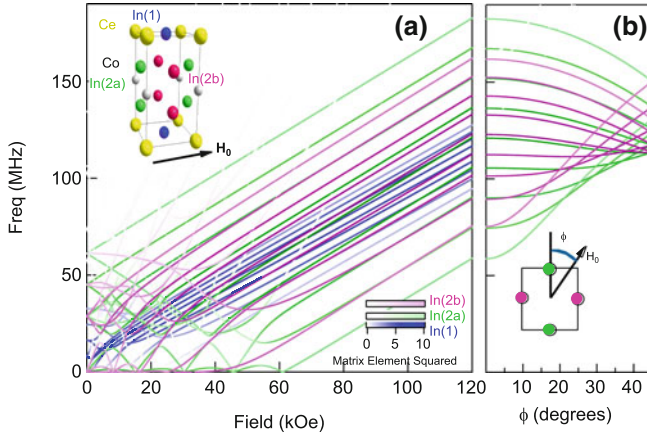 In(1)
Ce
(a)
(b)
Co
In(2a)
In(2b)
H₀
Freq (MHz)
150
100
50
0
φ
H₀
In(2b)
In(2a)
In(1)
0 5 10
Matrix Element Squared
0 20 40 60 80 100 120
0 10 20 30 40
Field (kOe)
φ (degrees)